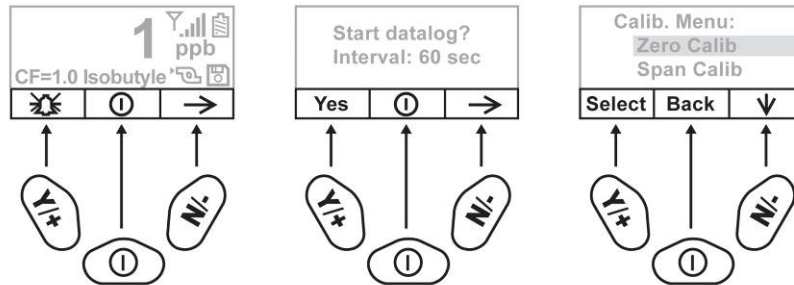 1
ppb
CF=1.0 Isobutyle
Y/+
N/-
Start datalog?
Interval: 60 sec
Yes
Y/+
N/-
Calib. Menu:
Zero Calib
Span Calib
Select Back
Y/+
N/-